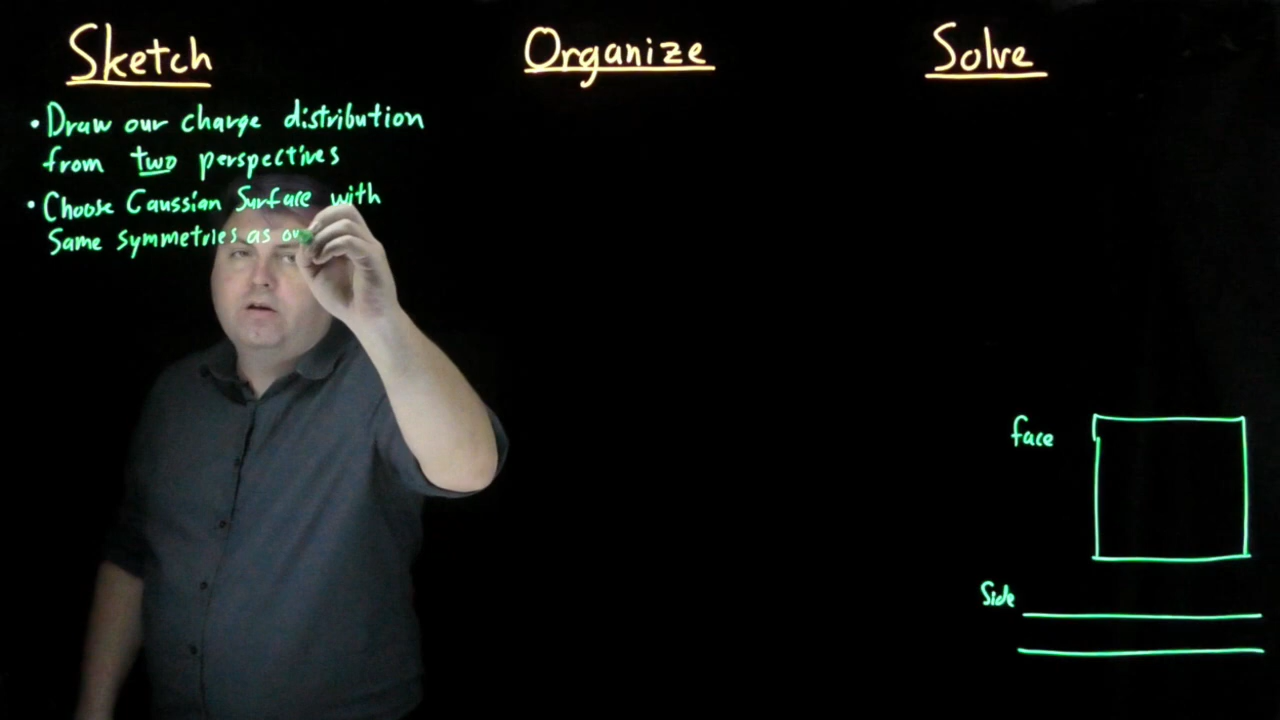 Sketch
Organize
Solve
• Draw our charge distribution
from two perspectives
• Choose Gaussian Surface with
Same symmetries as ou
face
Side